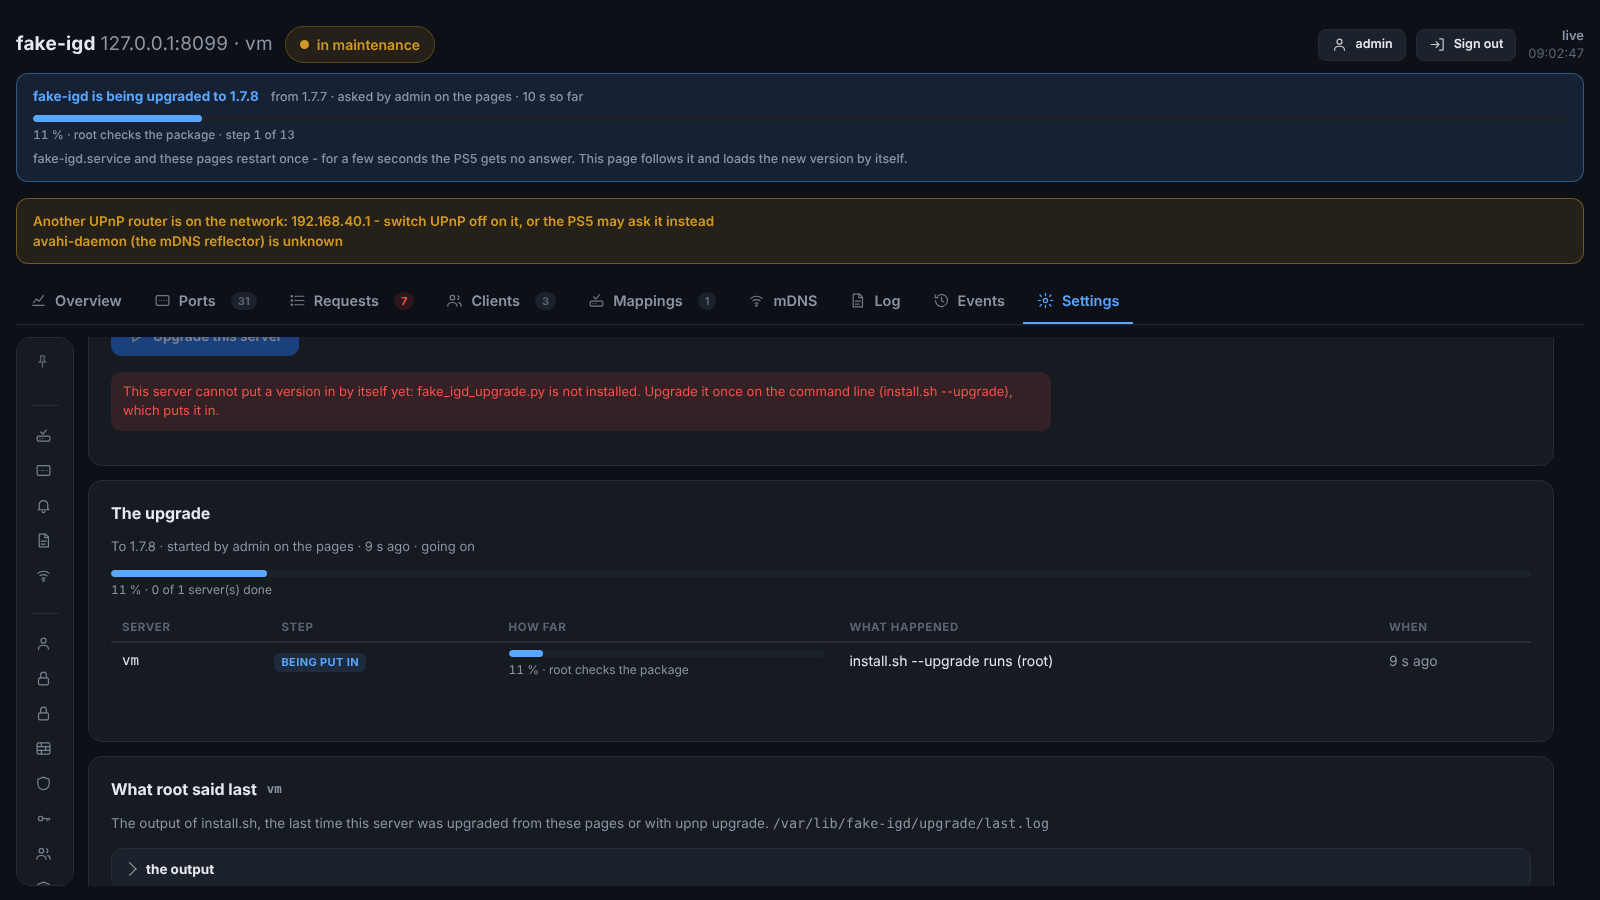 fake-igd 127.0.0.1:8099 · vm
in maintenance
admin
Sign out
live
09:02:47
fake-igd is being upgraded to 1.7.8 from 1.7.7 · asked by admin on the pages · 10 s so far
11 % · root checks the package · step 1 of 13
fake-igd.service and these pages restart once - for a few seconds the PS5 gets no answer. This page follows it and loads the new version by itself.
Another UPnP router is on the network: 192.168.40.1 - switch UPnP off on it, or the PS5 may ask it instead
avahi-daemon (the mDNS reflector) is unknown
Overview
Ports 31
Requests 7
Clients 3
Mappings 1
mDNS
Log
Events
Settings
Upgrade this server
This server cannot put a version in by itself yet: fake_igd_upgrade.py is not installed. Upgrade it once on the command line (install.sh --upgrade),
which puts it in.
The upgrade
To 1.7.8 · started by admin on the pages · 9 s ago · going on
11 % · 0 of 1 server(s) done
SERVER STEP HOW FAR WHAT HAPPENED WHEN
vm BEING PUT IN install.sh --upgrade runs (root) 9 s ago
11 % · root checks the package
What root said last vm
The output of install.sh, the last time this server was upgraded from these pages or with upnp upgrade. /var/lib/fake-igd/upgrade/last.log
the output